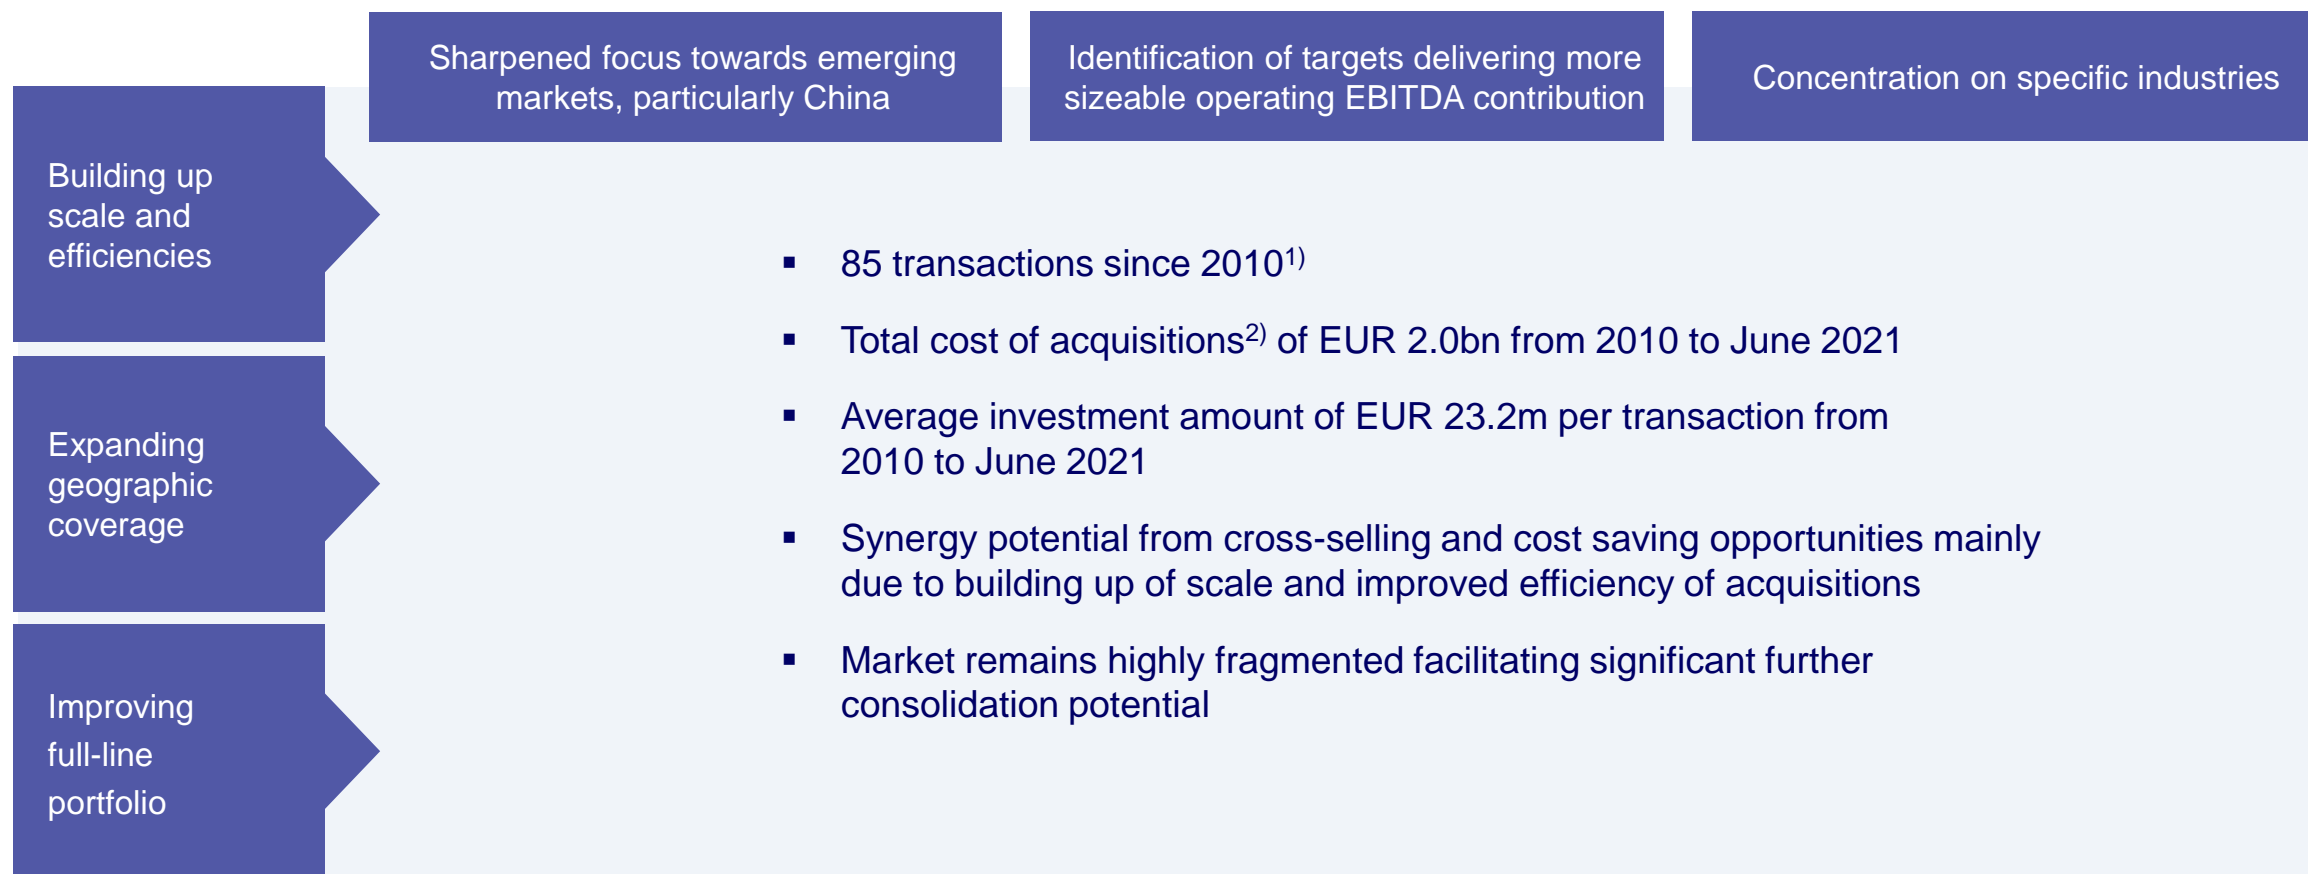 Sharpened focus towards emerging
markets, particularly China
Identification of targets delivering more
sizeable operating EBITDA contribution
Concentration on specific industries
Building up
scale and
efficiencies
Expanding
geographic
coverage
Improving
full-line
portfolio
▪ 85 transactions since 2010¹⁾
▪ Total cost of acquisitions²⁾ of EUR 2.0bn from 2010 to June 2021
▪ Average investment amount of EUR 23.2m per transaction from
2010 to June 2021
▪ Synergy potential from cross-selling and cost saving opportunities mainly
due to building up of scale and improved efficiency of acquisitions
▪ Market remains highly fragmented facilitating significant further
consolidation potential